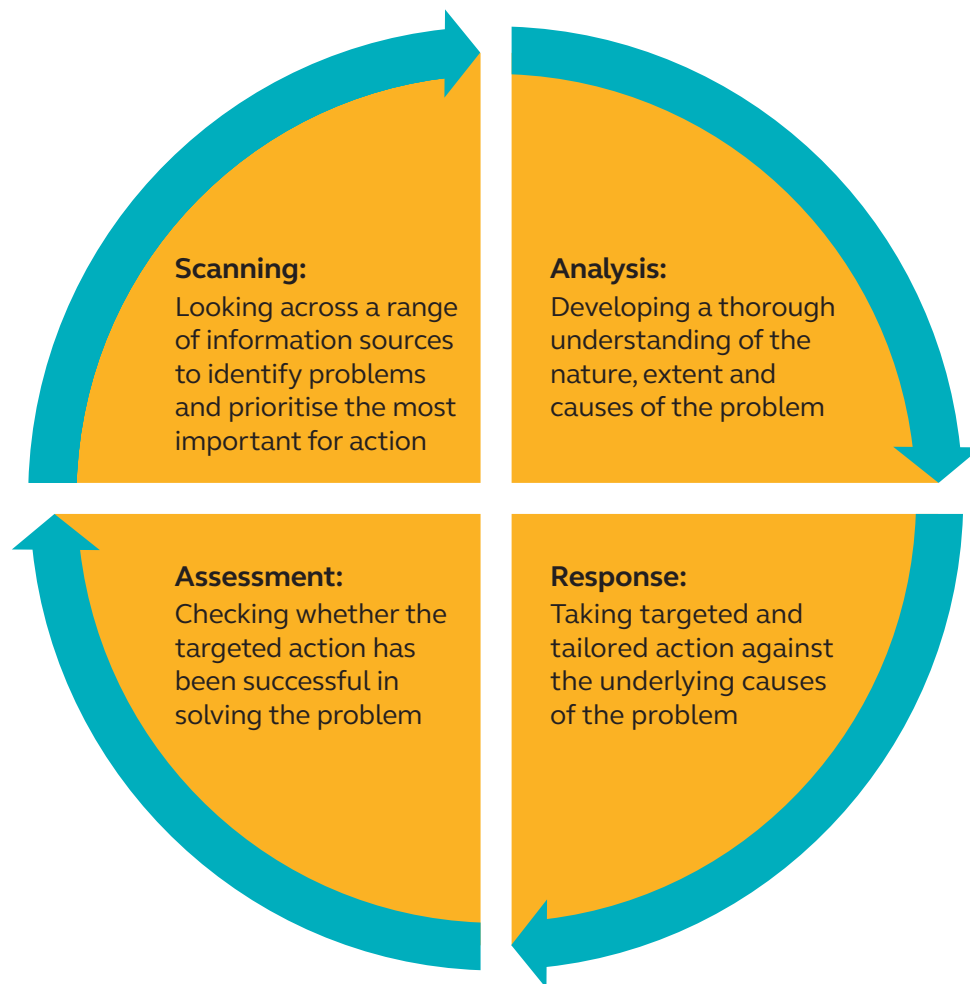 Scanning:
Looking across a range
of information sources
to identify problems
and prioritise the most
important for action
Analysis:
Developing a thorough
understanding of the
nature, extent and
causes of the problem
Response:
Taking targeted and
tailored action against
the underlying causes
of the problem
Assessment:
Checking whether the
targeted action has
been successful in
solving the problem